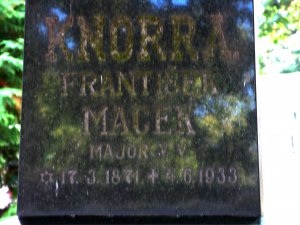 KNORRA
FRANTIŠEK
MACEK
MAJOR V.V.
☆ 17.3.1871 + 4.6.1933